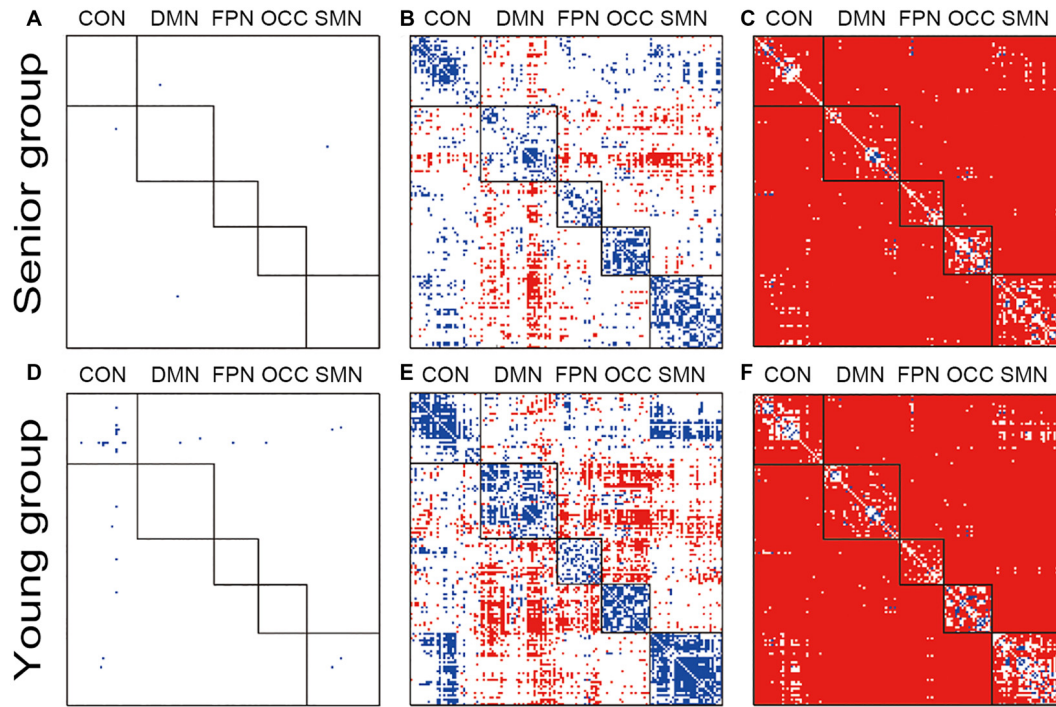 A CON DMN FPN OCC SMN
B CON DMN FPN OCC SMN
C CON DMN FPN OCC SMN
Senior group
D CON DMN FPN OCC SMN
E CON DMN FPN OCC SMN
F CON DMN FPN OCC SMN
Young group